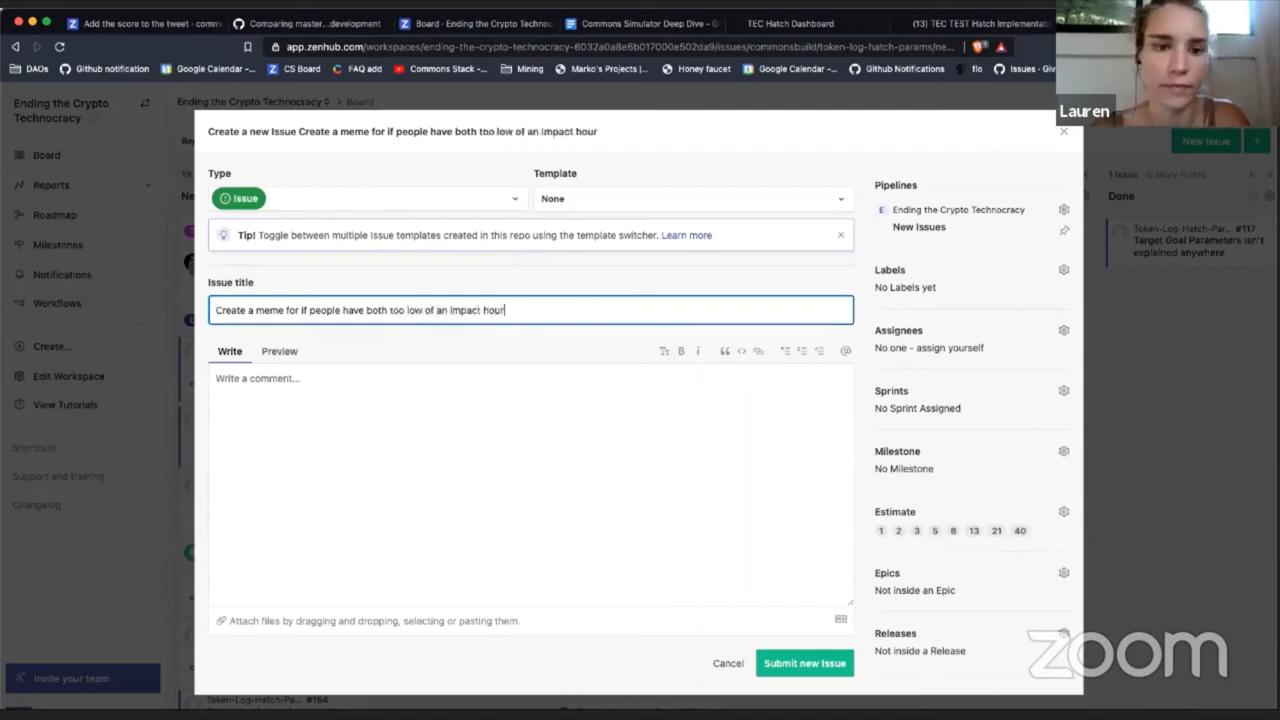 Add the score to the tweet · comm
Comparing master...development ·
Board · Ending the Crypto Technoc
Commons Simulator Deep Dive - G
TEC Hatch Dashboard
(13) TEC TEST Hatch Implementati
app.zenhub.com/workspaces/ending-the-crypto-technocracy-6032a0a8e6b017000e502da9/issues/commonsbuild/token-log-hatch-params/ne...
DAOs
Github notification
Google Calendar -...
CS Board
FAQ add
Commons Stack -...
Mining
Marko's Projects |...
Honey faucet
Google Calendar -...
Github Notifications
flo
Issues · Giv
Lauren
Ending the Crypto
Technocracy
Ending the Crypto Technocracy
Board
Create a new Issue Create a meme for if people have both too low of an impact hour
New Issue
Board
Reports
Roadmap
Milestones
Notifications
Workflows
Create...
Edit Workspace
View Tutorials
Shortcuts
Support and training
Changelog
Invite your team
Type
Template
Issue
None
Tip! Toggle between multiple Issue templates created in this repo using the template switcher. Learn more
Issue title
Create a meme for if people have both too low of an impact hour
Write
Preview
Write a comment...
Attach files by dragging and dropping, selecting or pasting them.
Cancel
Submit new Issue
Pipelines
E Ending the Crypto Technocracy
New Issues
Labels
No Labels yet
Assignees
No one - assign yourself
Sprints
No Sprint Assigned
Milestone
No Milestone
Estimate
1 2 3 5 8 13 21 40
Epics
Not inside an Epic
Releases
Not inside a Release
1 Issue 0 Story Points
Done
Token-Log-Hatch-Par... #117
Target Goal Parameters isn't
explained anywhere
Token-Log-Hatch-Pa... #154
zoom